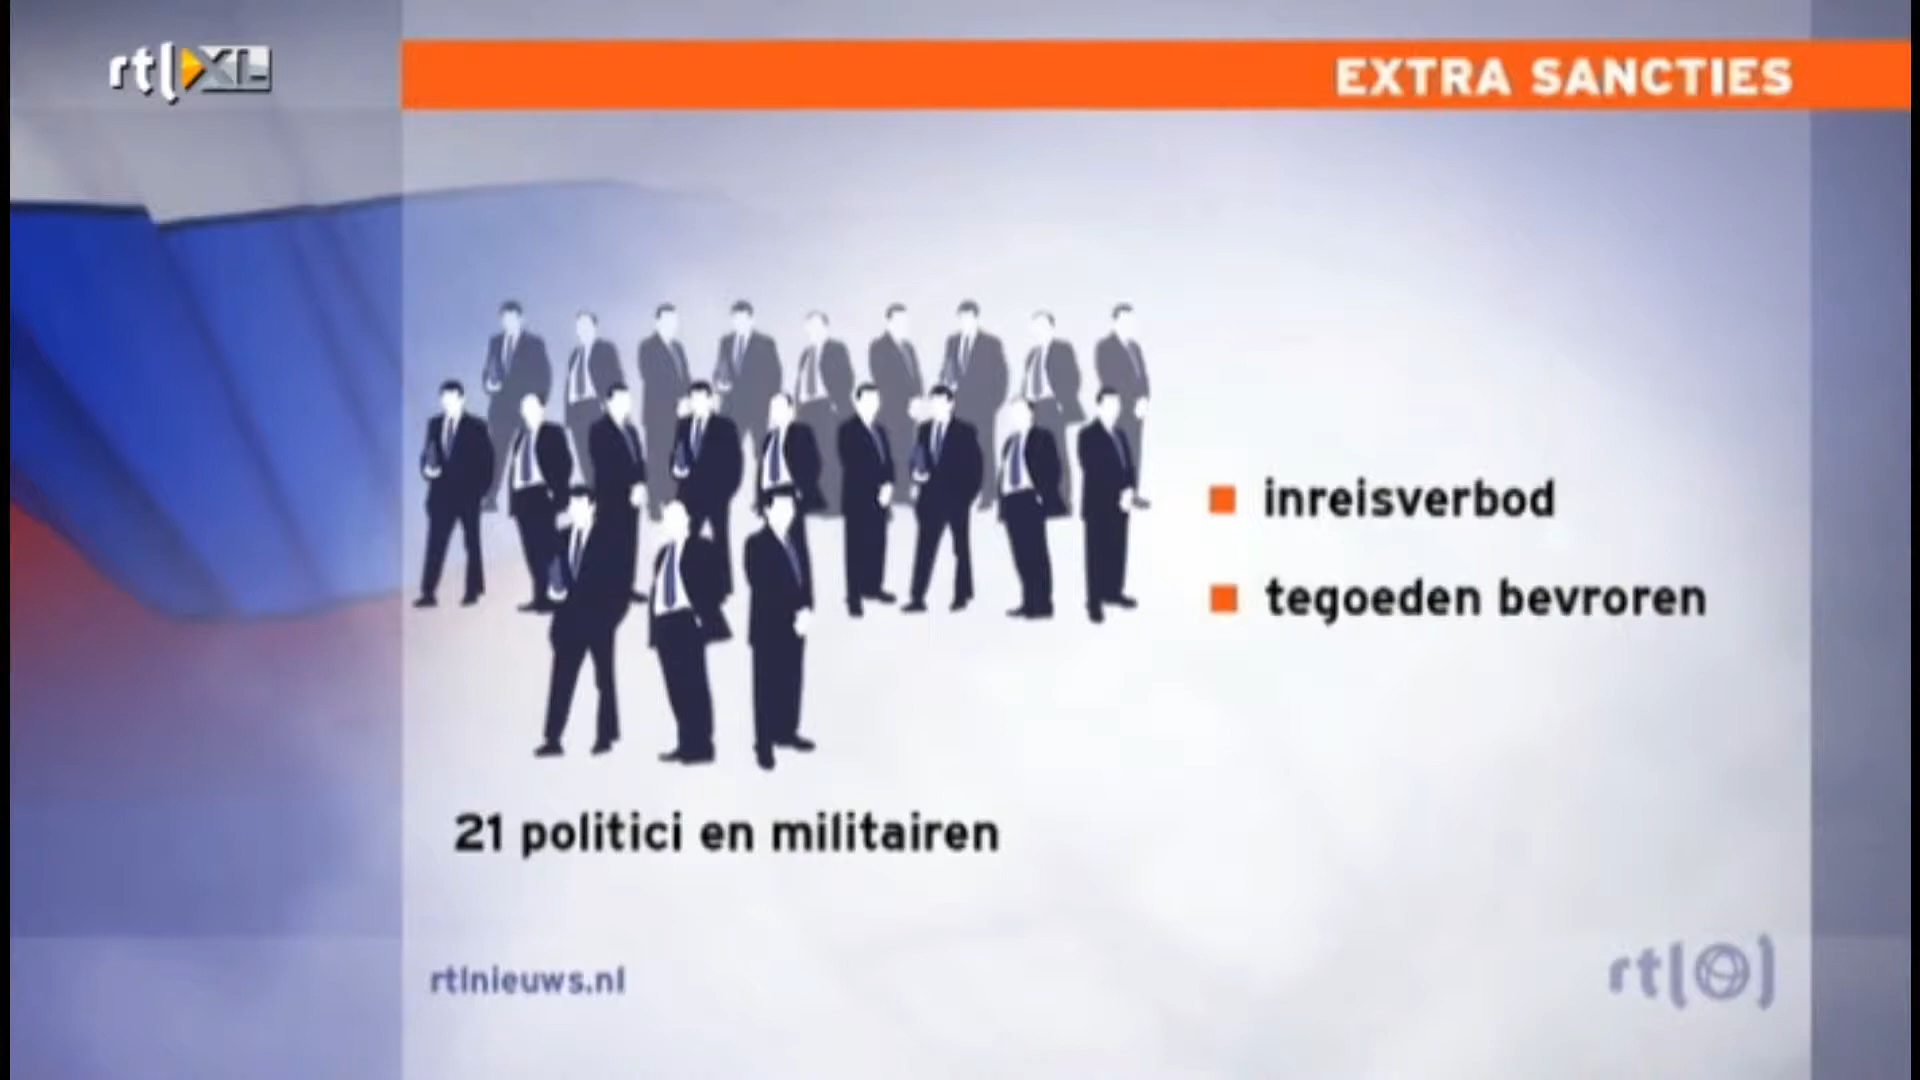 rtl XL
EXTRA SANCTIES
inreisverbod
tegoeden bevroren
21 politici en militairen
rtlnieuws.nl
rtl